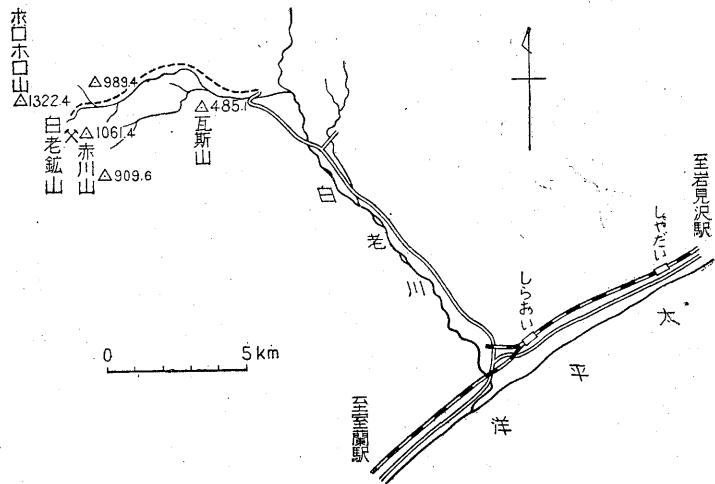 ホロホロ山
△1322.4
△989.4
白老鉱山
△1061.4
赤川山
△909.6
△485.1
瓦斯山
白老川
至岩見沢駅
しやだい
しらおい
太平洋
至室蘭駅
0 5km